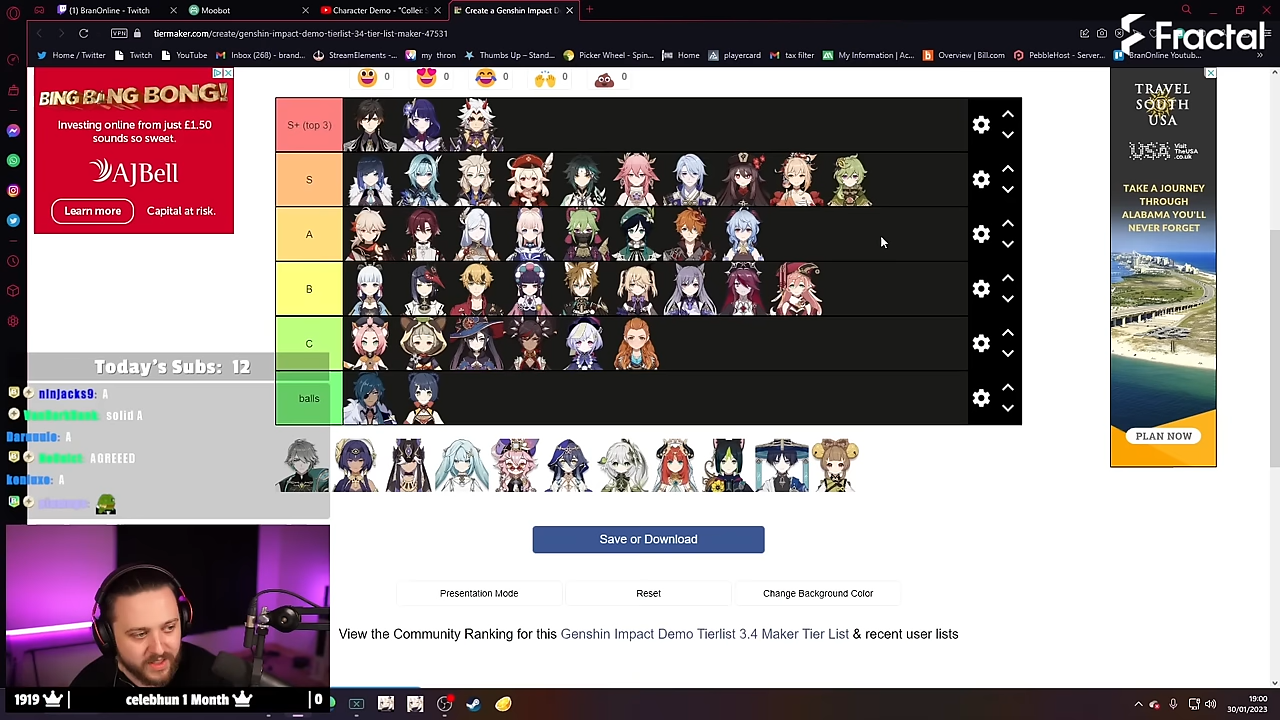 (1) BranOnline - Twitch
Moobot
Character Demo - "Collei:
Create a Genshin Impact D
tiermaker.com/create/genshin-impact-demo-tierlist-34-tier-list-maker-47531
VPN
Home / Twitter
Twitch
YouTube
Inbox (268) - brand...
StreamElements -...
my thron
Thumbs Up – Stand...
Picker Wheel - Spin...
Home
playercard
tax filter
My Information | Ac...
Overview | Bill.com
PebbleHost - Server...
BranOnline Youtub...
Fractal
0
0
0
0
0
BING BANG BONG!
Investing online from just £1.50
sounds so sweet.
AJBell
Learn more
Capital at risk.
S+ (top 3)
S
A
B
C
balls
TRAVEL
SOUTH
USA
Visit
TheUSA
.co.uk
TAKE A JOURNEY
THROUGH
ALABAMA YOU'LL
NEVER FORGET
PLAN NOW
Today's Subs: 12
ninjacks9: A
solid A
A
AGREEED
A
Save or Download
Presentation Mode
Reset
Change Background Color
View the Community Ranking for this Genshin Impact Demo Tierlist 3.4 Maker Tier List & recent user lists
1919
celebhun 1 Month
0
19:00
30/01/2023